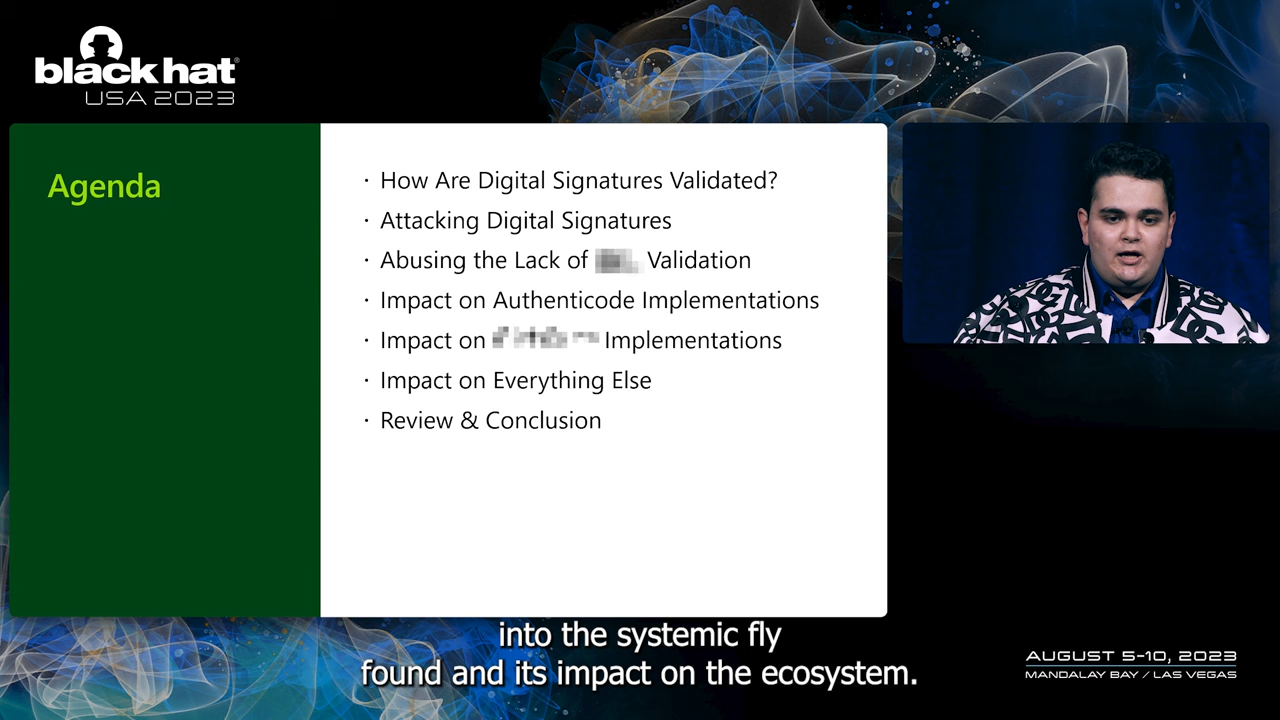 black hat
USA 2023
Agenda
· How Are Digital Signatures Validated?
· Attacking Digital Signatures
· Abusing the Lack of Validation
· Impact on Authenticode Implementations
· Impact on Implementations
· Impact on Everything Else
· Review & Conclusion
into the systemic fly
found and its impact on the ecosystem.
AUGUST 5-10, 2023
MANDALAY BAY / LAS VEGAS